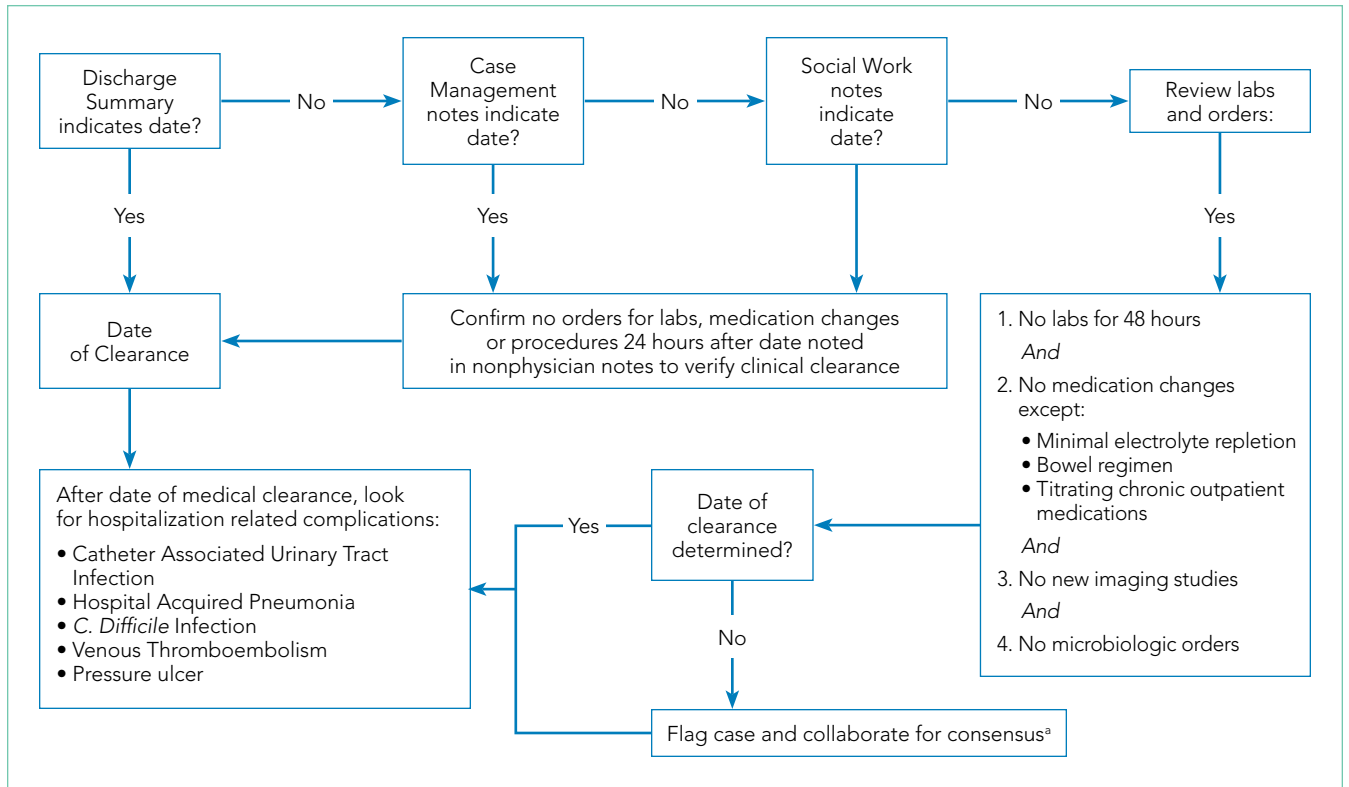 Discharge
Summary
indicates date?
No
Case
Management
notes indicate
date?
No
Social Work
notes
indicate
date?
No
Review labs
and orders:
Yes
Yes
Yes
Date
of Clearance
Confirm no orders for labs, medication changes
or procedures 24 hours after date noted
in nonphysician notes to verify clinical clearance
1. No labs for 48 hours
And
2. No medication changes
except:
• Minimal electrolyte repletion
• Bowel regimen
• Titrating chronic outpatient
medications
And
3. No new imaging studies
And
4. No microbiologic orders
Date of
clearance
determined?
Yes
No
After date of medical clearance, look
for hospitalization related complications:
• Catheter Associated Urinary Tract
Infection
• Hospital Acquired Pneumonia
• C. Difficile Infection
• Venous Thromboembolism
• Pressure ulcer
Flag case and collaborate for consensusᵃ